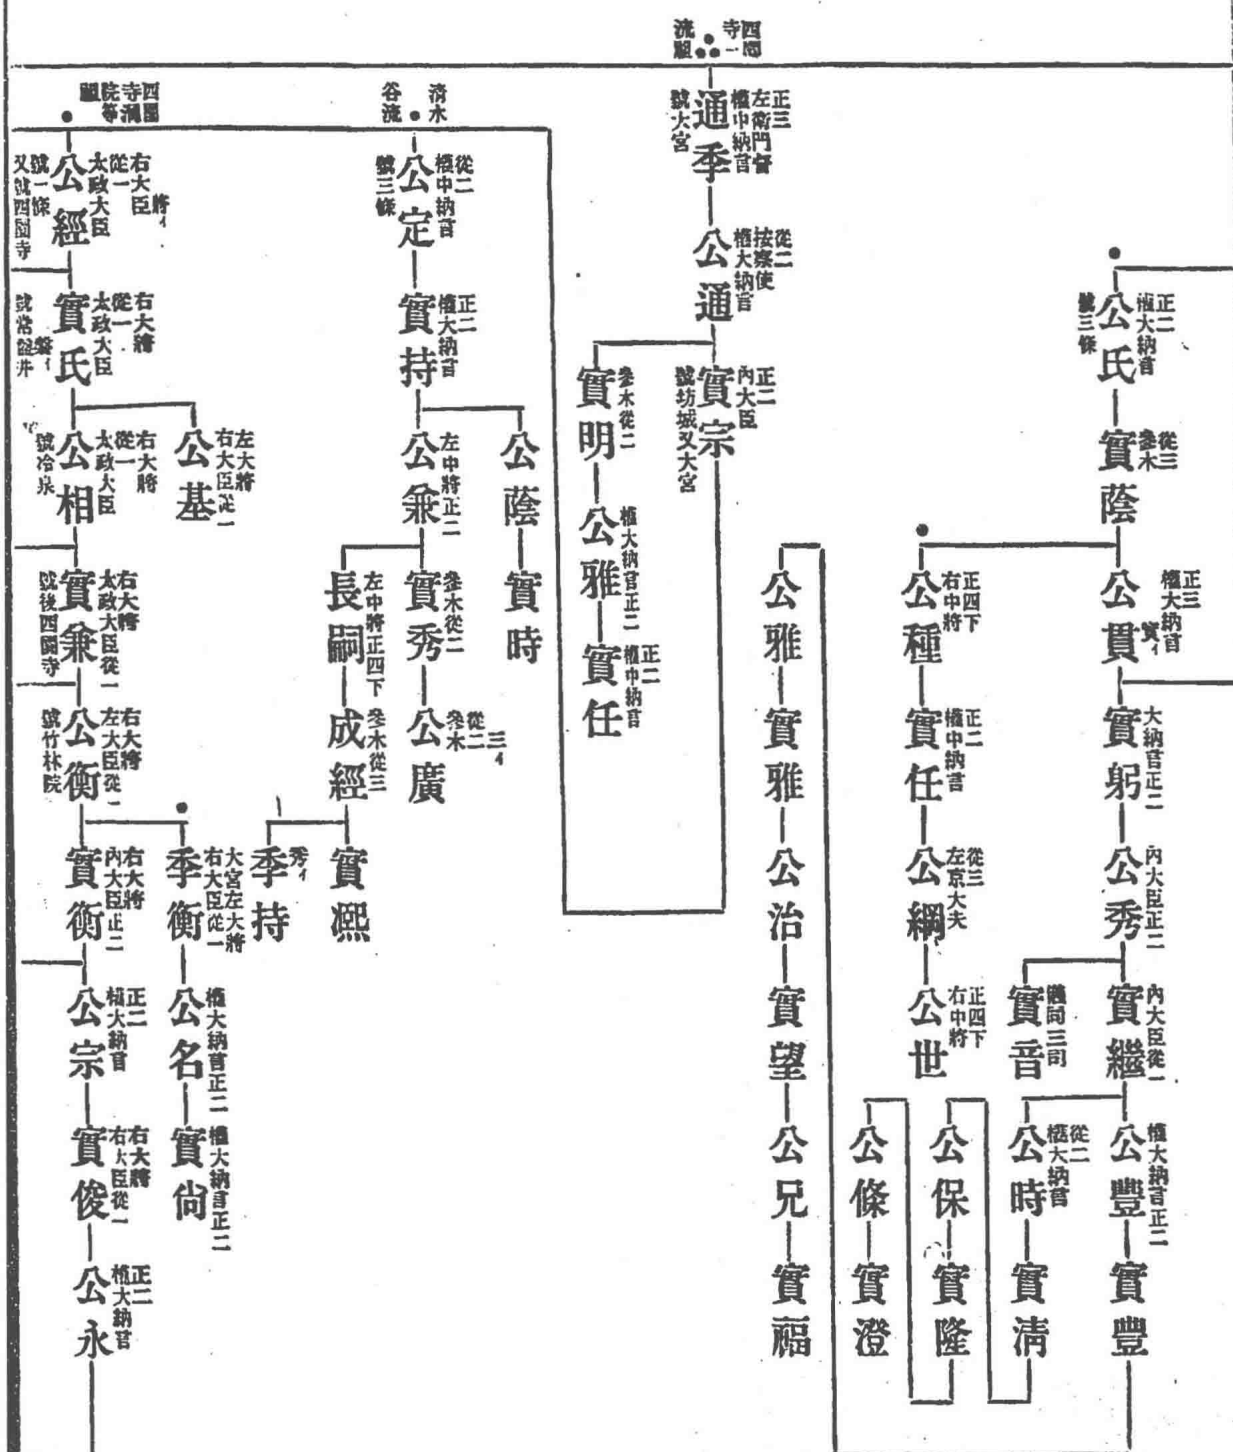 公氏
正二
權大納言
號三條
實蔭
從三
參木
公貫
正三
權大納言
實イ
實躬
大納言正二
公秀
內大臣正二
實繼
內大臣從一
公豐
權大納言正二
實豐
實音
儀同三司
公時
從二
權大納言
實淸
公保
實隆
公條
實澄
公種
正四下
右中將
實任
正二
權中納言
公綱
從三
左京大夫
公世
正四下
右中將
公雅
實雅
公治
實望
公兄
實福
西園
寺一
流
通季
正三
左衛門督
權中納言
號大宮
公通
從二
按察使
權大納言
實宗
正二
內大臣
號坊城又大宮
實明
參木從二
公雅
權大納言正二
實任
正二
權中納言
清水
谷流
公定
從二
權中納言
號三條
實持
正二
權大納言
公蔭
實時
公兼
左中將正二
實秀
參木從二
公廣
從二
參木
三イ
長嗣
左中將正四下
成經
參木從三
實凞
季持
秀イ
西園
寺洞
院等
公經
右大臣
將イ
從一
太政大臣
號一條
又號西園寺
實氏
右大將
從一
太政大臣
號常盤井
磐イ
公基
左大將
右大臣從一
公相
右大將
從一
太政大臣
號冷泉
實兼
右大將
太政大臣從一
號後西園寺
公衡
右大將
左大臣從一
號竹林院
季衡
大宮左大將
右大臣從一
公名
權大納言正二
實尙
權大納言正二
實衡
右大將
內大臣正二
公宗
正二
權大納言
實俊
右大將
右大臣從一
公永
正二
權大納言